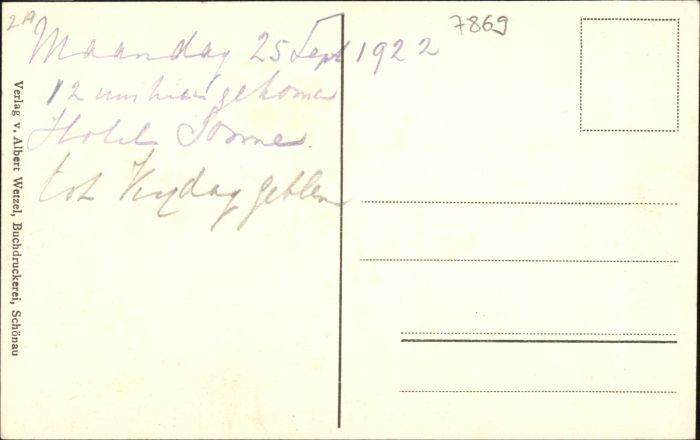 2A
7869
Maandag 25 Sept 1922
12 uur hier gekomen
Hotel Sonne.
tot Vrydag gebleven
Verlag v. Albert Wetzel, Buchdruckerei, Schönau